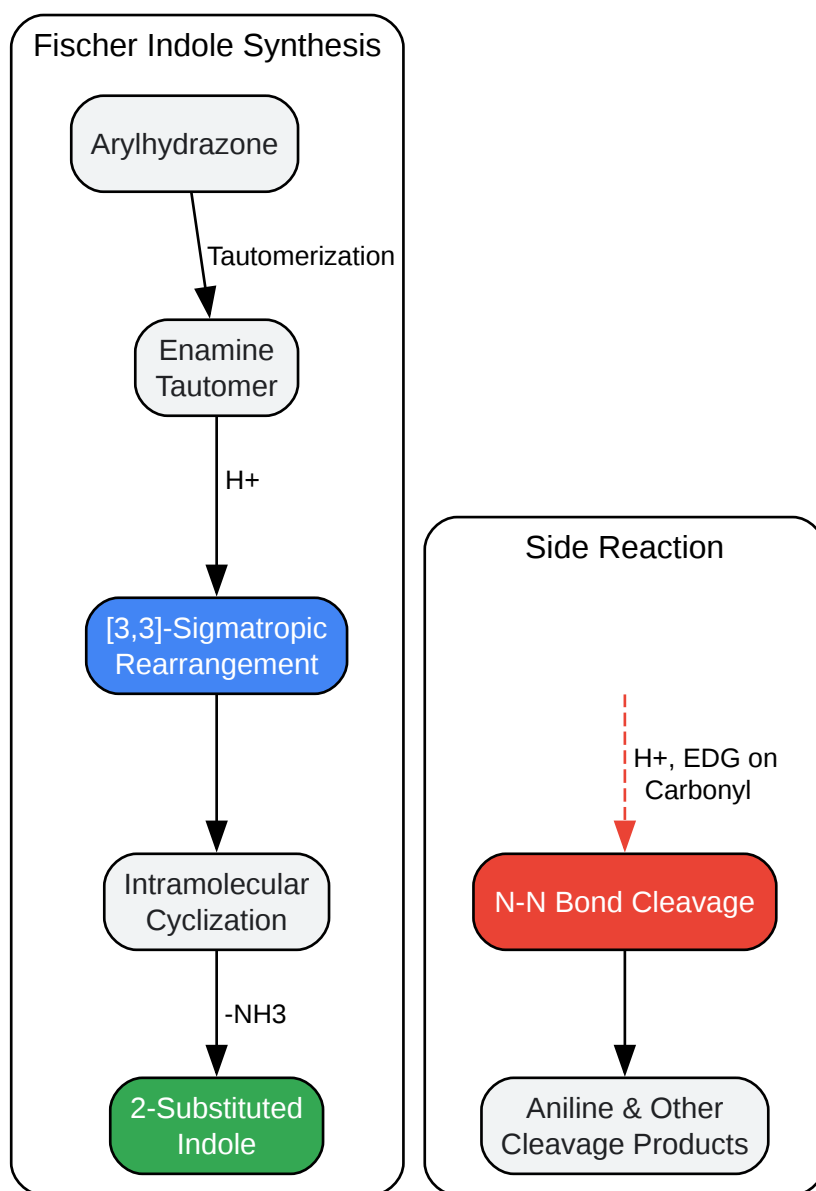 Fischer Indole Synthesis
Arylhydrazone
Tautomerization
Enamine
Tautomer
H+
[3,3]-Sigmatropic
Rearrangement
Intramolecular
Cyclization
-NH3
2-Substituted
Indole
Side Reaction
H+, EDG on
Carbonyl
N-N Bond Cleavage
Aniline & Other
Cleavage Products